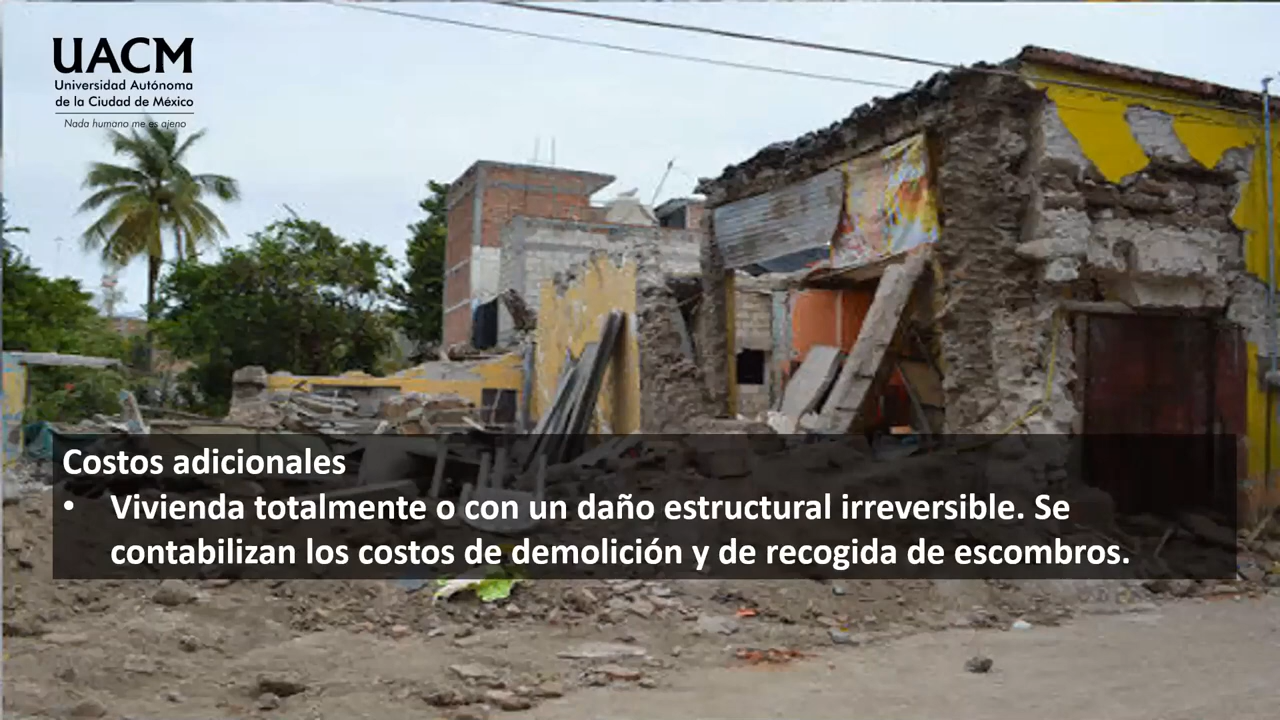 UACM
Universidad Autónoma
de la Ciudad de México
Nada humano me es ajeno
Costos adicionales
• Vivienda totalmente o con un daño estructural irreversible. Se
contabilizan los costos de demolición y de recogida de escombros.